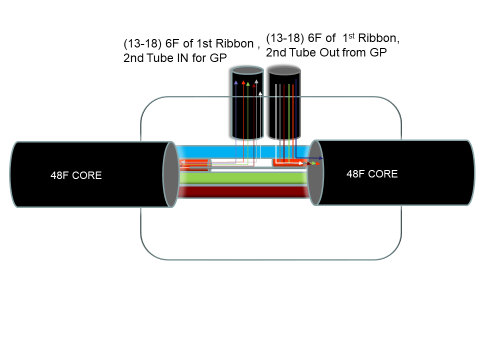 (13-18) 6F of 1st Ribbon ,
2nd Tube IN for GP
(13-18) 6F of 1st Ribbon,
2nd Tube Out from GP
48F CORE
48F CORE